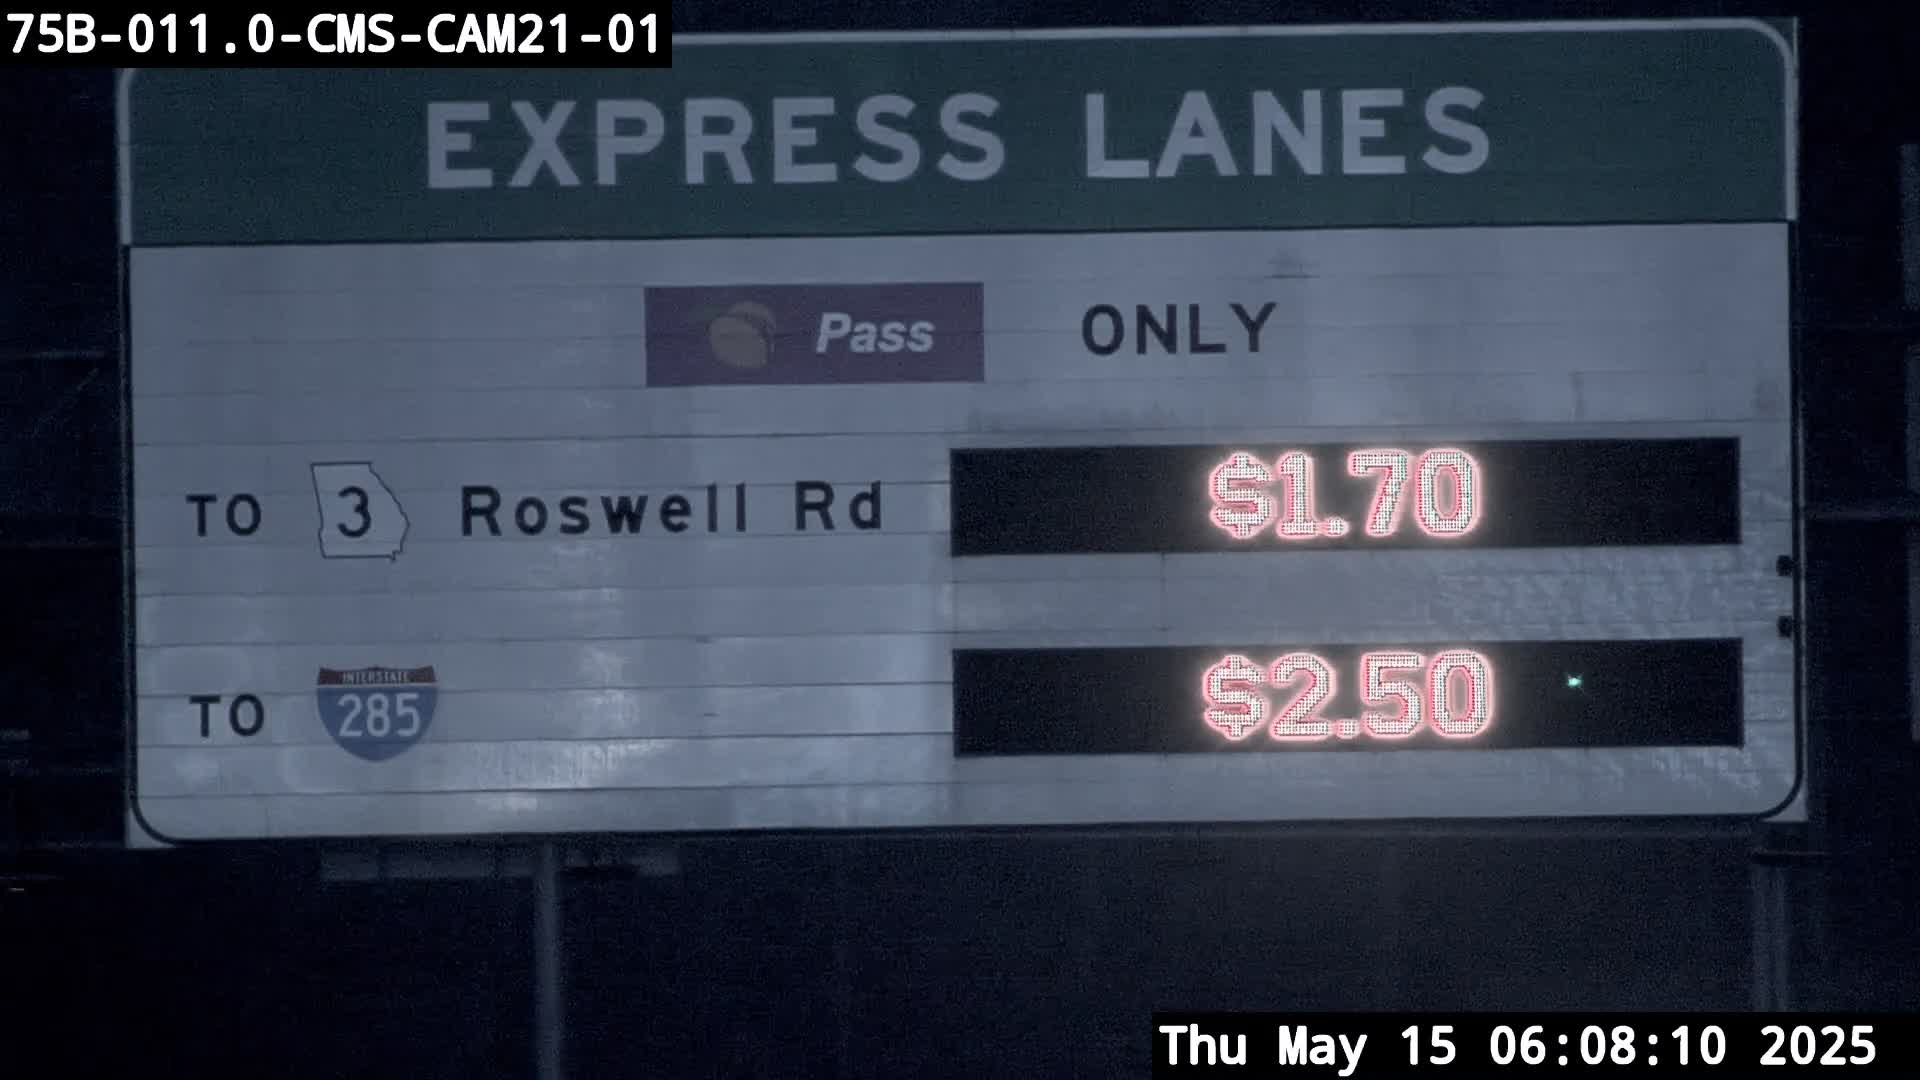 75B-011.0-CMS-CAM21-01
EXPRESS LANES
Pass ONLY
TO 3 Roswell Rd $1.70
INTERSTATE
TO 285 $2.50
Thu May 15 06:08:10 2025